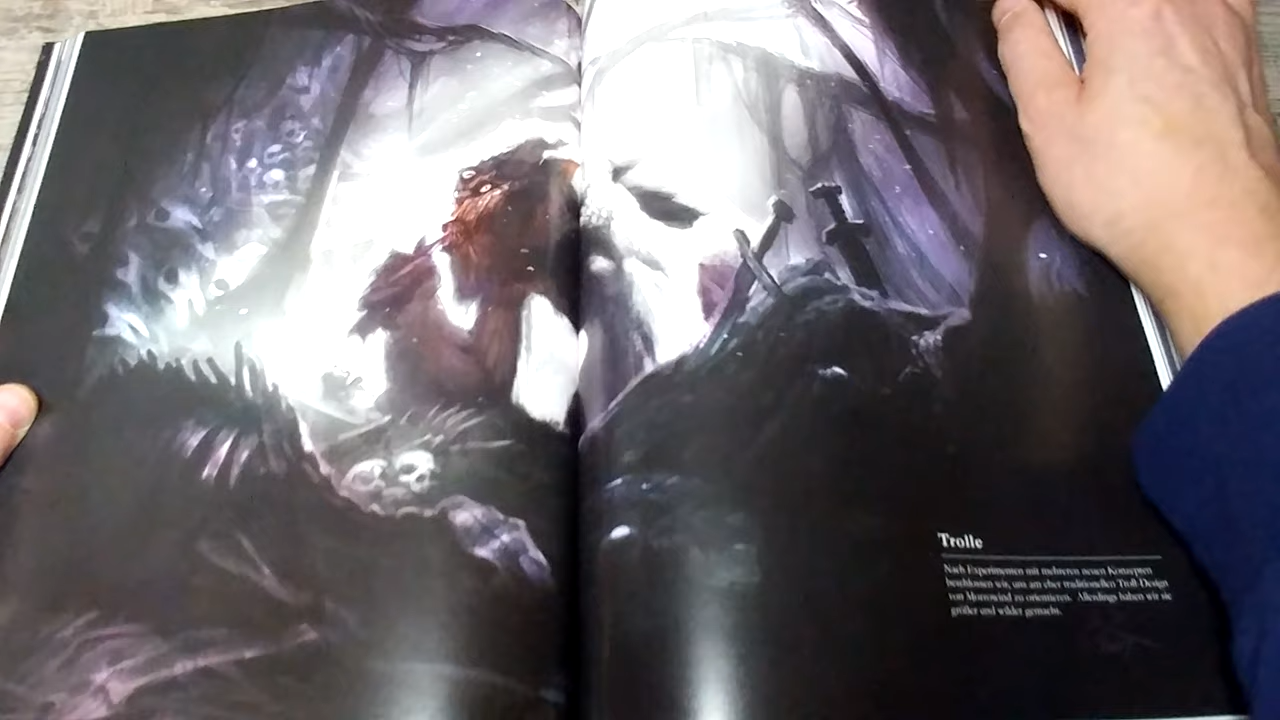 Trolle
Nach Experimenten mit mehreren neuen Konzepten
beschlossen wir, uns am eher traditionellen Troll-Design
von Morrowind zu orientieren. Allerdings haben wir sie
größer und wilder gemacht.